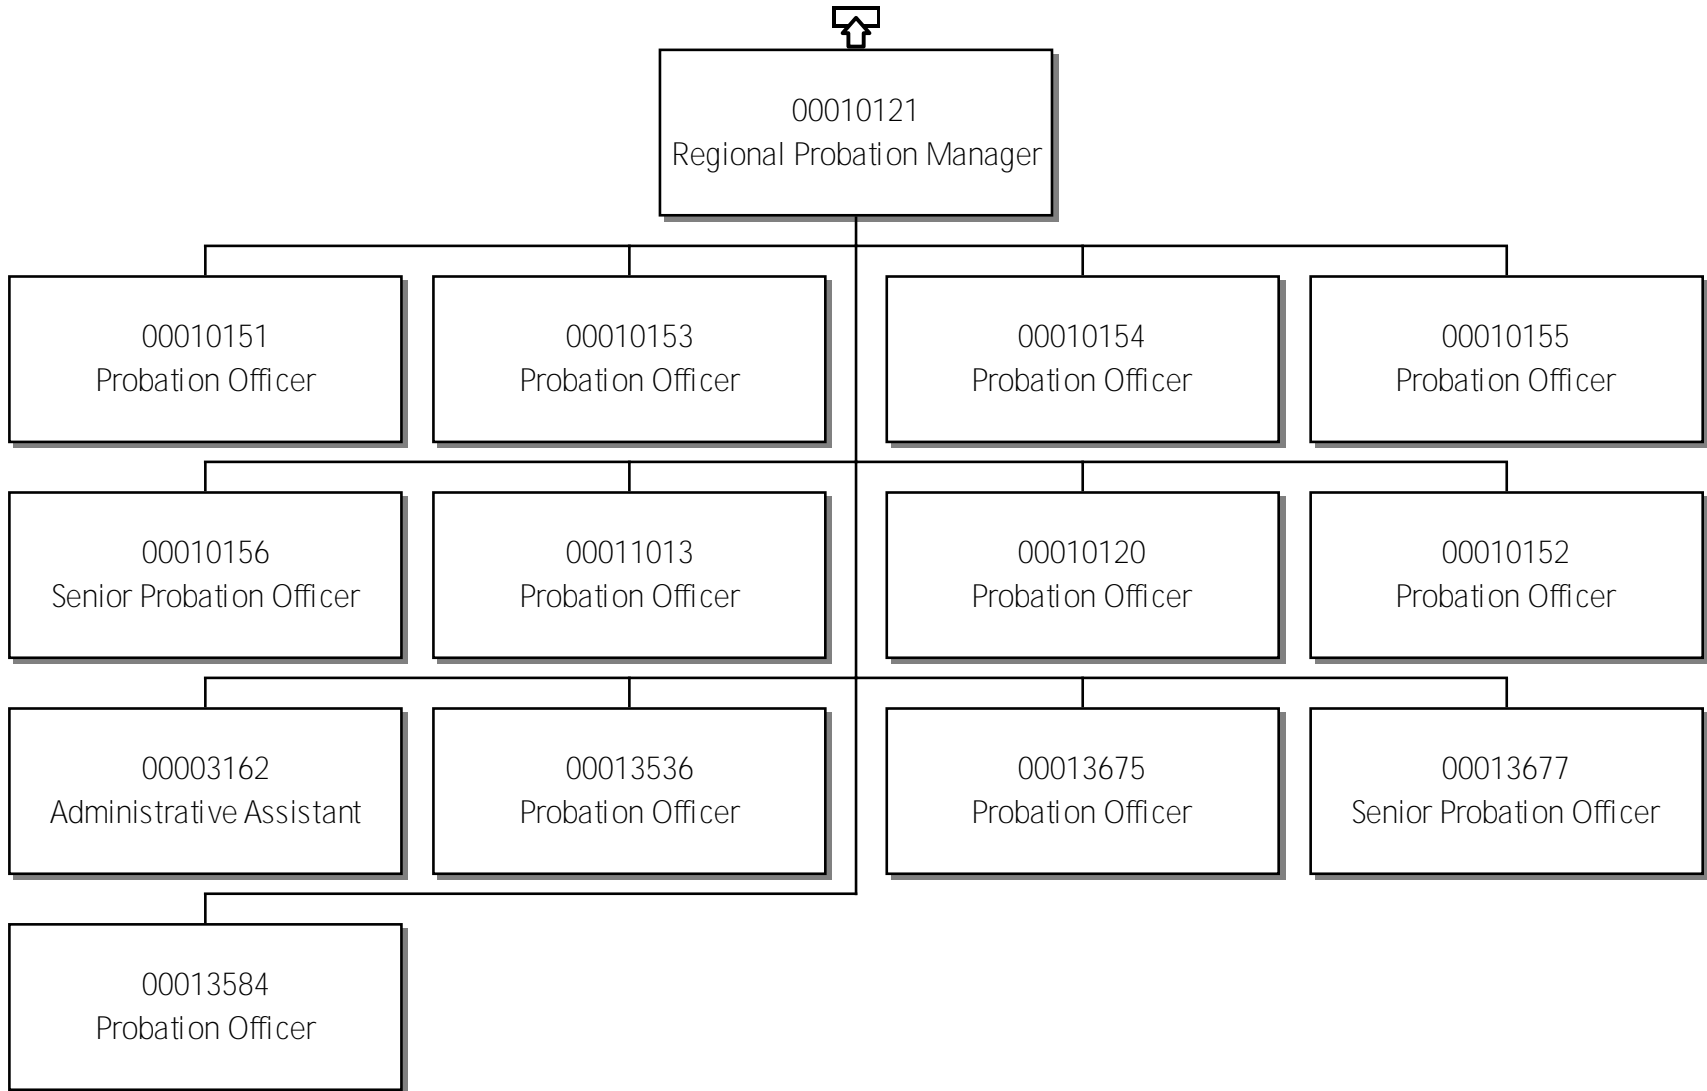 00010121
Regional Probation Manager
00010151
Probation Officer
00010153
Probation Officer
00010154
Probation Officer
00010155
Probation Officer
00010156
Senior Probation Officer
00011013
Probation Officer
00010120
Probation Officer
00010152
Probation Officer
00003162
Administrative Assistant
00013536
Probation Officer
00013675
Probation Officer
00013677
Senior Probation Officer
00013584
Probation Officer